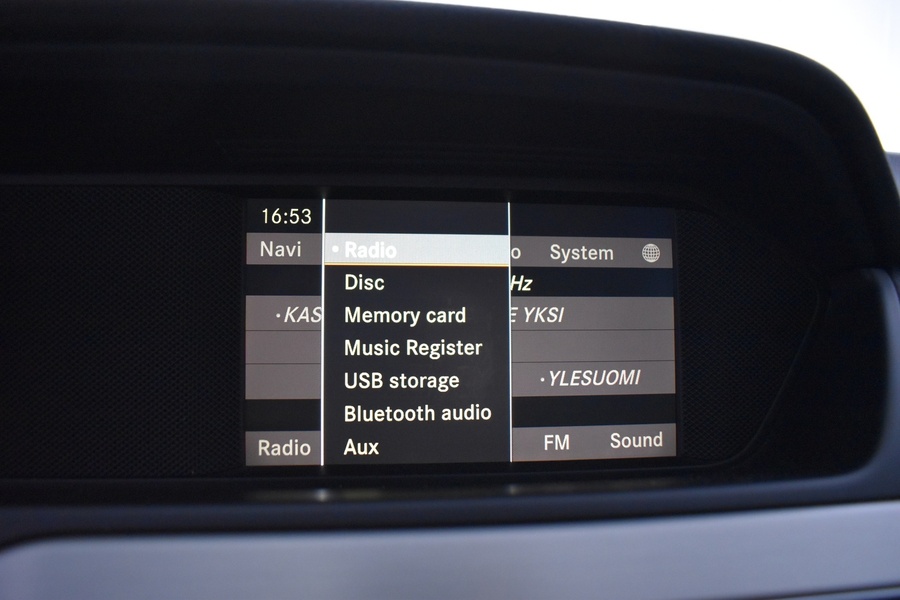 16:53
Navi • Radio o System
Disc Hz
•KAS Memory card E YKSI
Music Register
USB storage •YLESUOMI
Bluetooth audio
Radio Aux FM Sound